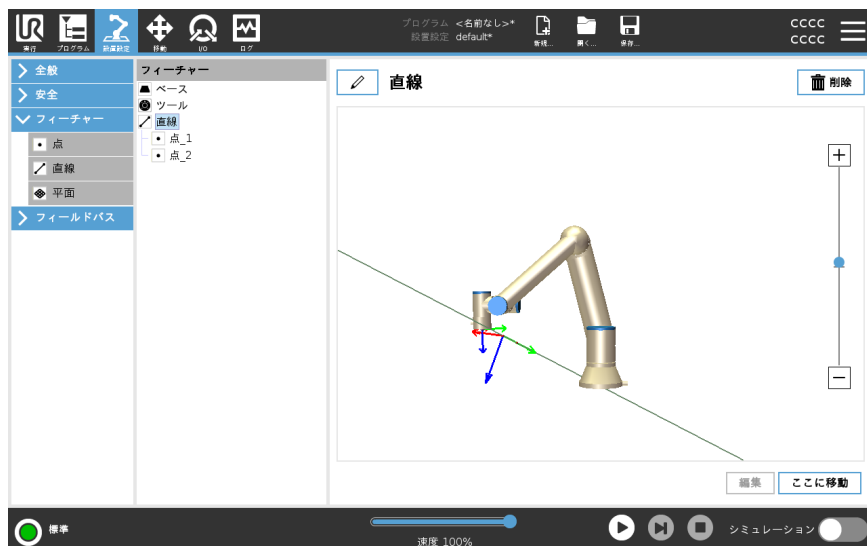 UR
実行
プログラム
設置設定
移動
I/O
ログ
プログラム <名前なし>*
設置設定 default*
新規...
開く...
保存...
CCCC
CCCC
全般
安全
フィーチャー
点
直線
平面
フィールドバス
フィーチャー
ベース
ツール
直線
点_1
点_2
直線
削除
編集
ここに移動
標準
速度 100%
シミュレーション